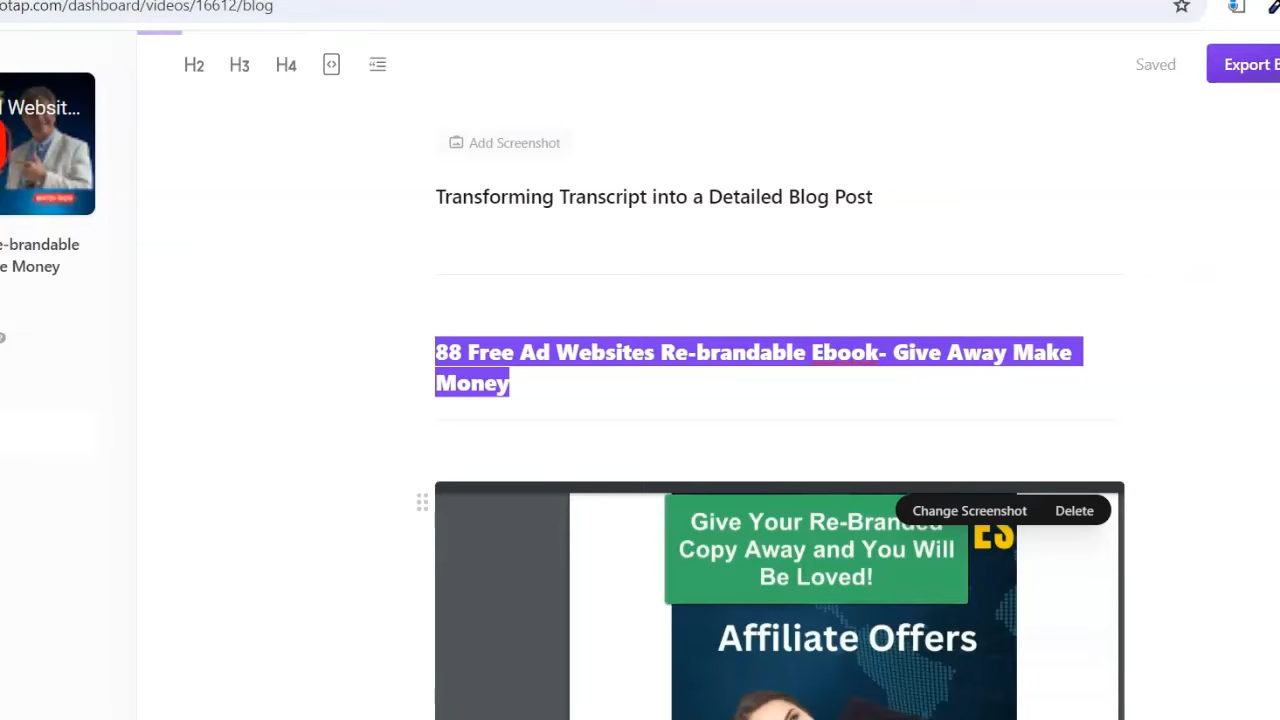 otap.com/dashboard/videos/16612/blog
H2 H3 H4
Saved
Export
Websit...
Add Screenshot
Transforming Transcript into a Detailed Blog Post
e-brandable
e Money
88 Free Ad Websites Re-brandable Ebook- Give Away Make
Money
Change Screenshot Delete
Give Your Re-Branded
Copy Away and You Will
Be Loved!
ES
Affiliate Offers